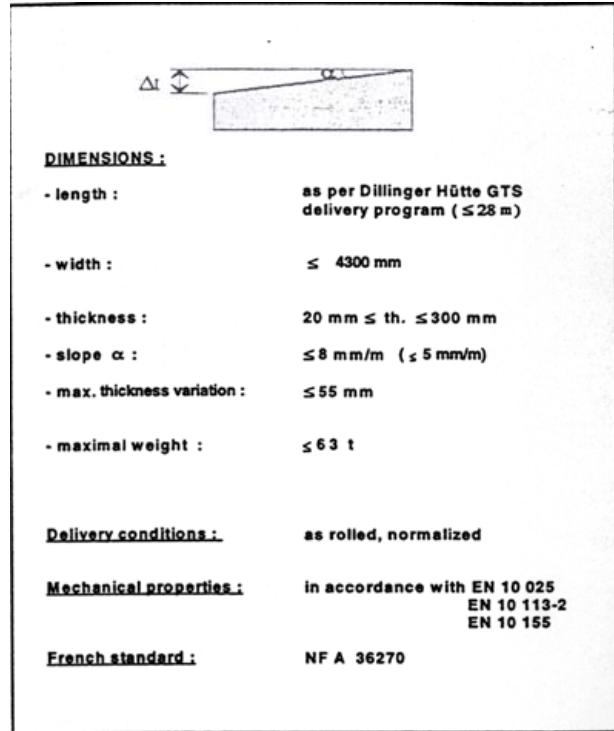 Δt
α
DIMENSIONS :
- length : as per Dillinger Hütte GTS
delivery program ( ≤ 28 m)
- width : ≤ 4300 mm
- thickness : 20 mm ≤ th. ≤ 300 mm
- slope α : ≤ 8 mm/m ( ≤ 5 mm/m)
- max. thickness variation : ≤ 55 mm
- maximal weight : ≤ 63 t
Delivery conditions : as rolled, normalized
Mechanical properties : in accordance with EN 10 025
EN 10 113-2
EN 10 155
French standard : NF A 36270